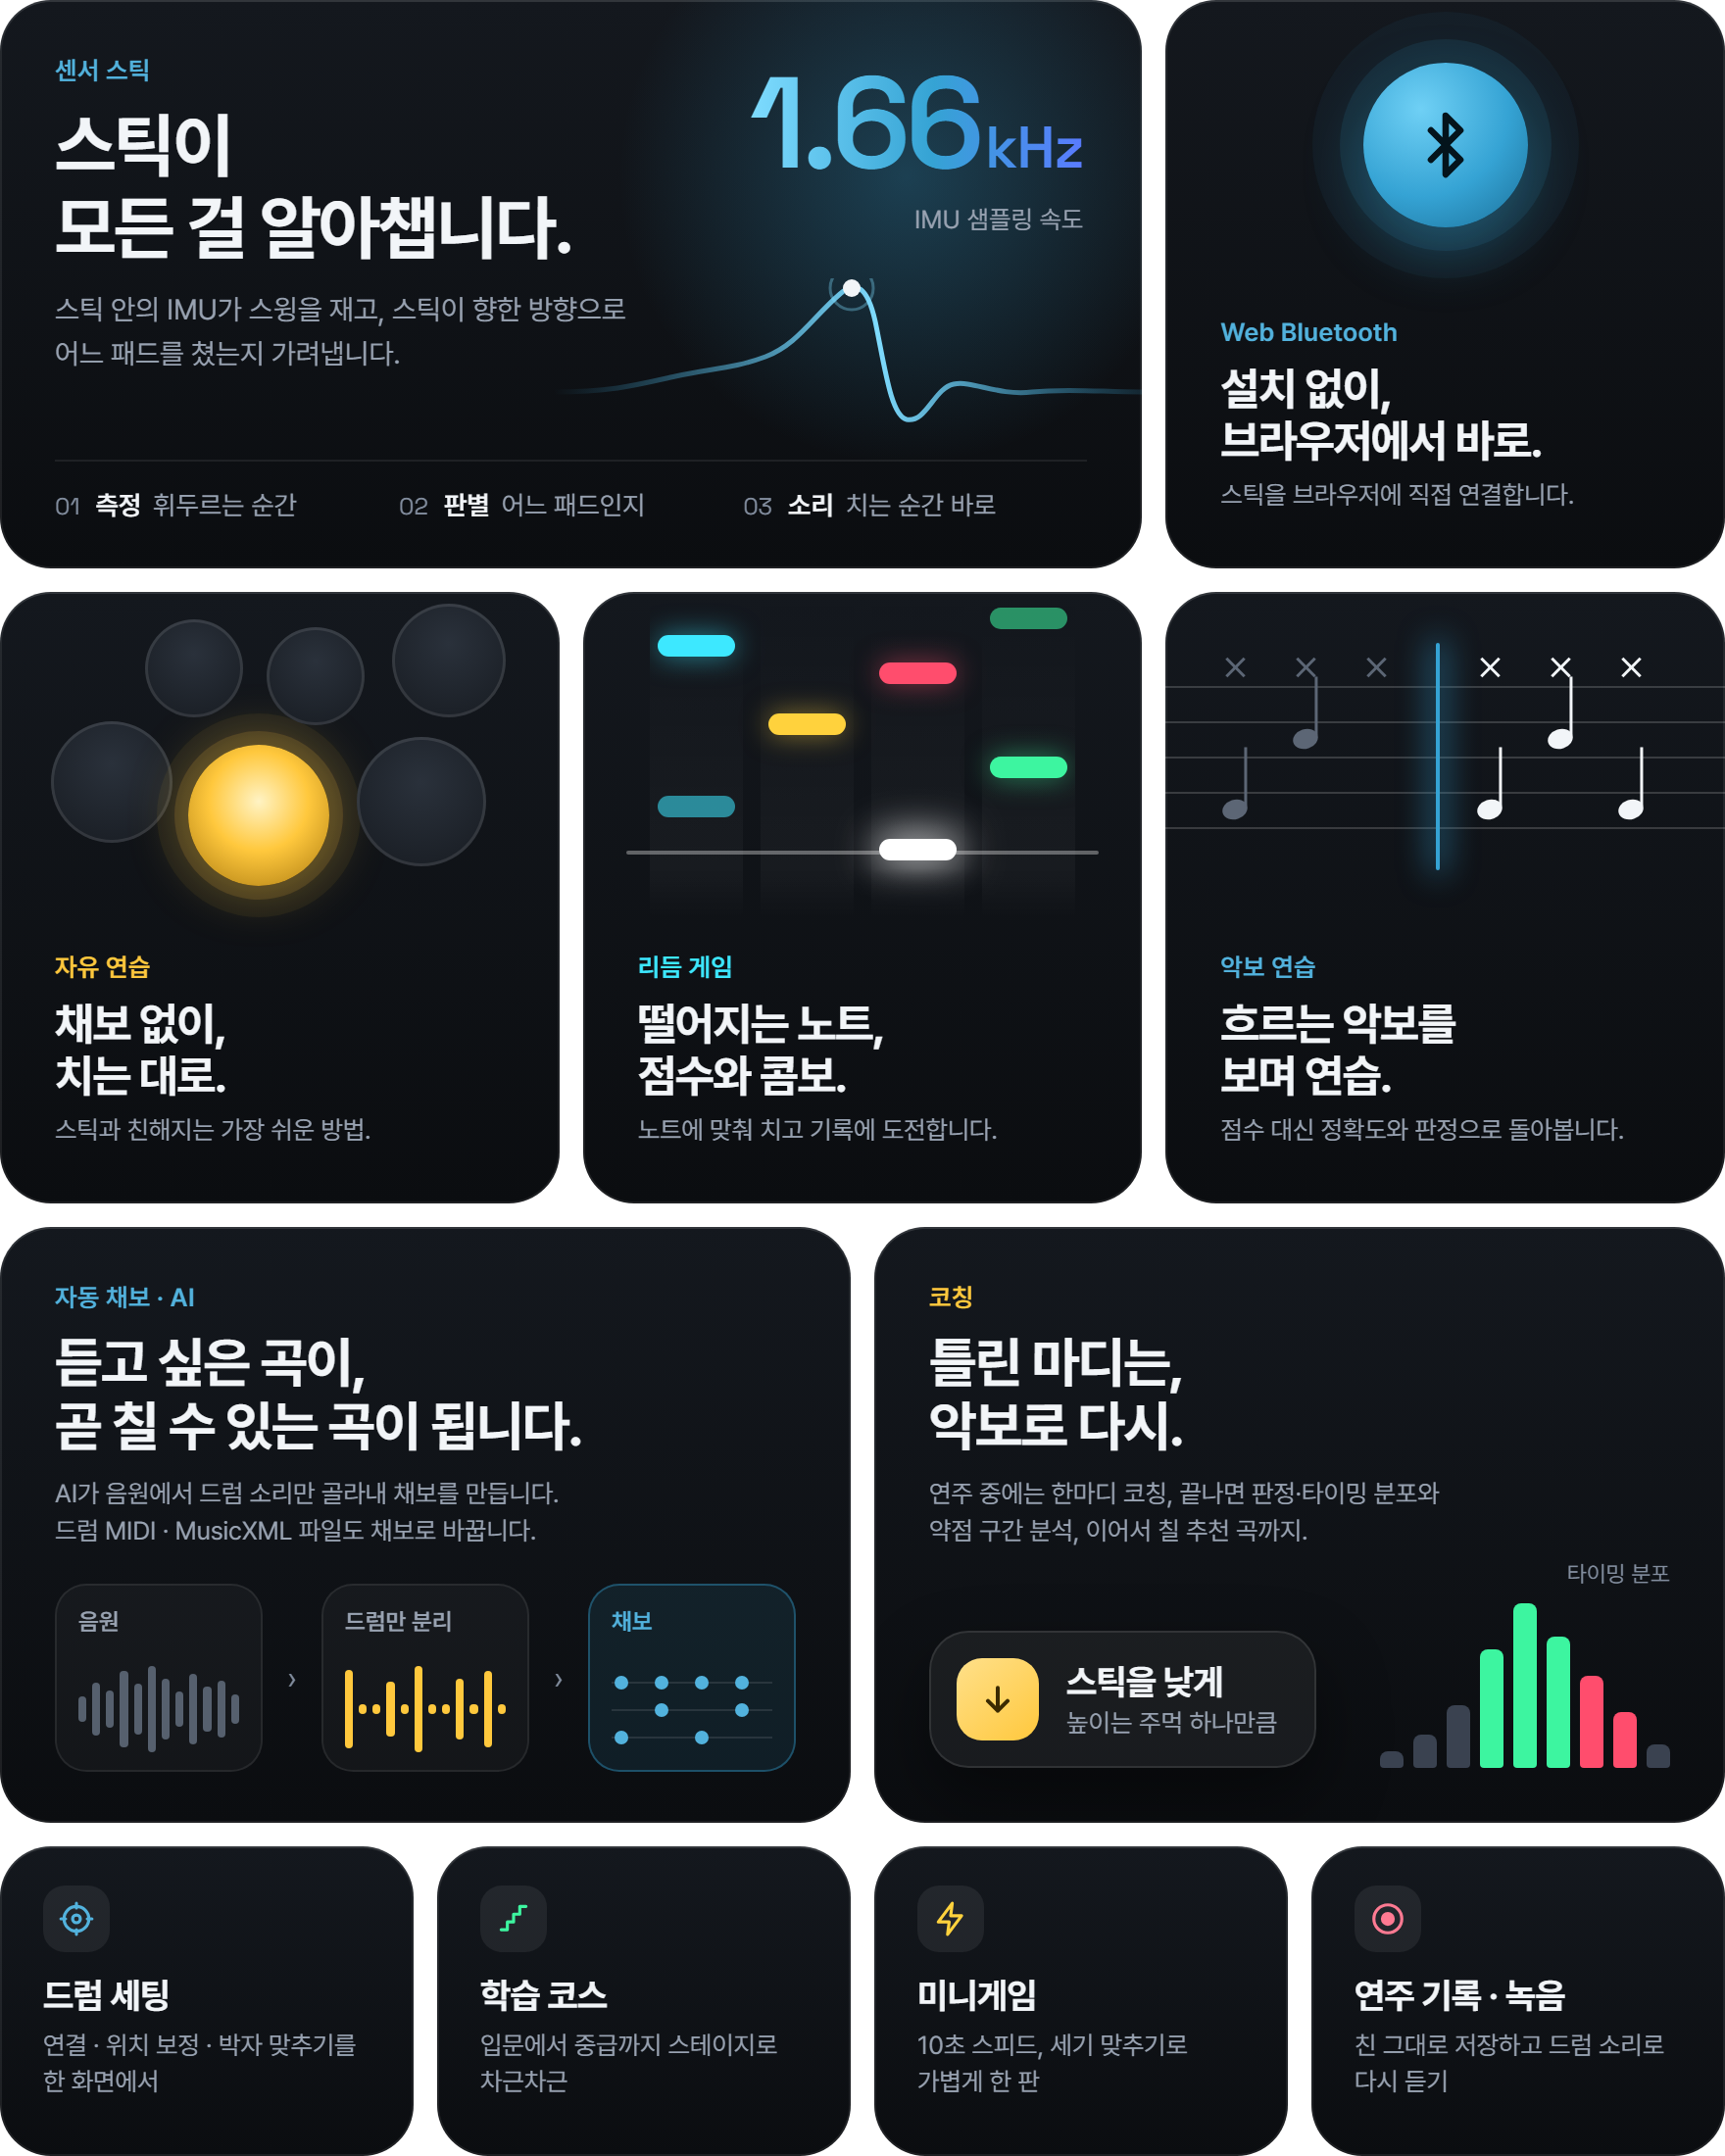 센서 스틱
스틱이
모든 걸 알아챕니다.
스틱 안의 IMU가 스윙을 재고, 스틱이 향한 방향으로
어느 패드를 쳤는지 가려냅니다.
1.66kHz
IMU 샘플링 속도
01 측정 휘두르는 순간
02 판별 어느 패드인지
03 소리 치는 순간 바로
Web Bluetooth
설치 없이,
브라우저에서 바로.
스틱을 브라우저에 직접 연결합니다.
자유 연습
채보 없이,
치는 대로.
스틱과 친해지는 가장 쉬운 방법.
리듬 게임
떨어지는 노트,
점수와 콤보.
노트에 맞춰 치고 기록에 도전합니다.
악보 연습
흐르는 악보를
보며 연습.
점수 대신 정확도와 판정으로 돌아봅니다.
자동 채보 · AI
듣고 싶은 곡이,
곧 칠 수 있는 곡이 됩니다.
AI가 음원에서 드럼 소리만 골라내 채보를 만듭니다.
드럼 MIDI · MusicXML 파일도 채보로 바꿉니다.
음원
드럼만 분리
채보
코칭
틀린 마디는,
악보로 다시.
연주 중에는 한마디 코칭, 끝나면 판정·타이밍 분포와
약점 구간 분석, 이어서 칠 추천 곡까지.
타이밍 분포
스틱을 낮게
높이는 주먹 하나만큼
드럼 세팅
연결 · 위치 보정 · 박자 맞추기를
한 화면에서
학습 코스
입문에서 중급까지 스테이지로
차근차근
미니게임
10초 스피드, 세기 맞추기로
가볍게 한 판
연주 기록 · 녹음
친 그대로 저장하고 드럼 소리로
다시 듣기